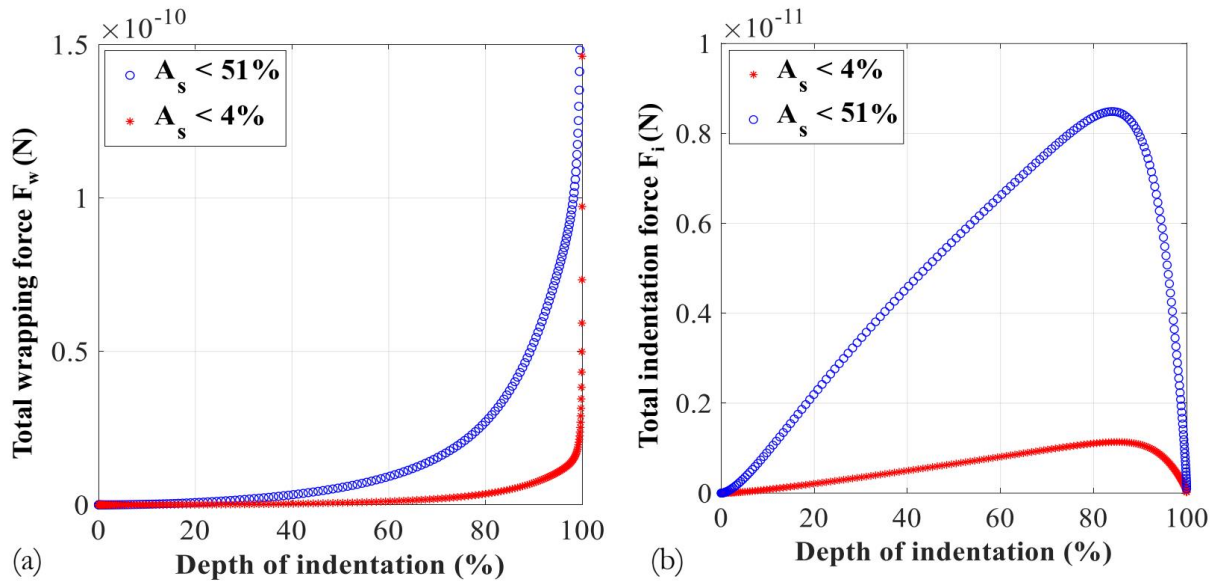 ×10⁻¹⁰
1.5
1
0.5
0
Total wrapping force F_w (N)
A_s < 51%
A_s < 4%
0 20 40 60 80 100
Depth of indentation (%)
(a)
×10⁻¹¹
1
0.8
0.6
0.4
0.2
0
Total indentation force F_i (N)
A_s < 4%
A_s < 51%
0 20 40 60 80 100
Depth of indentation (%)
(b)